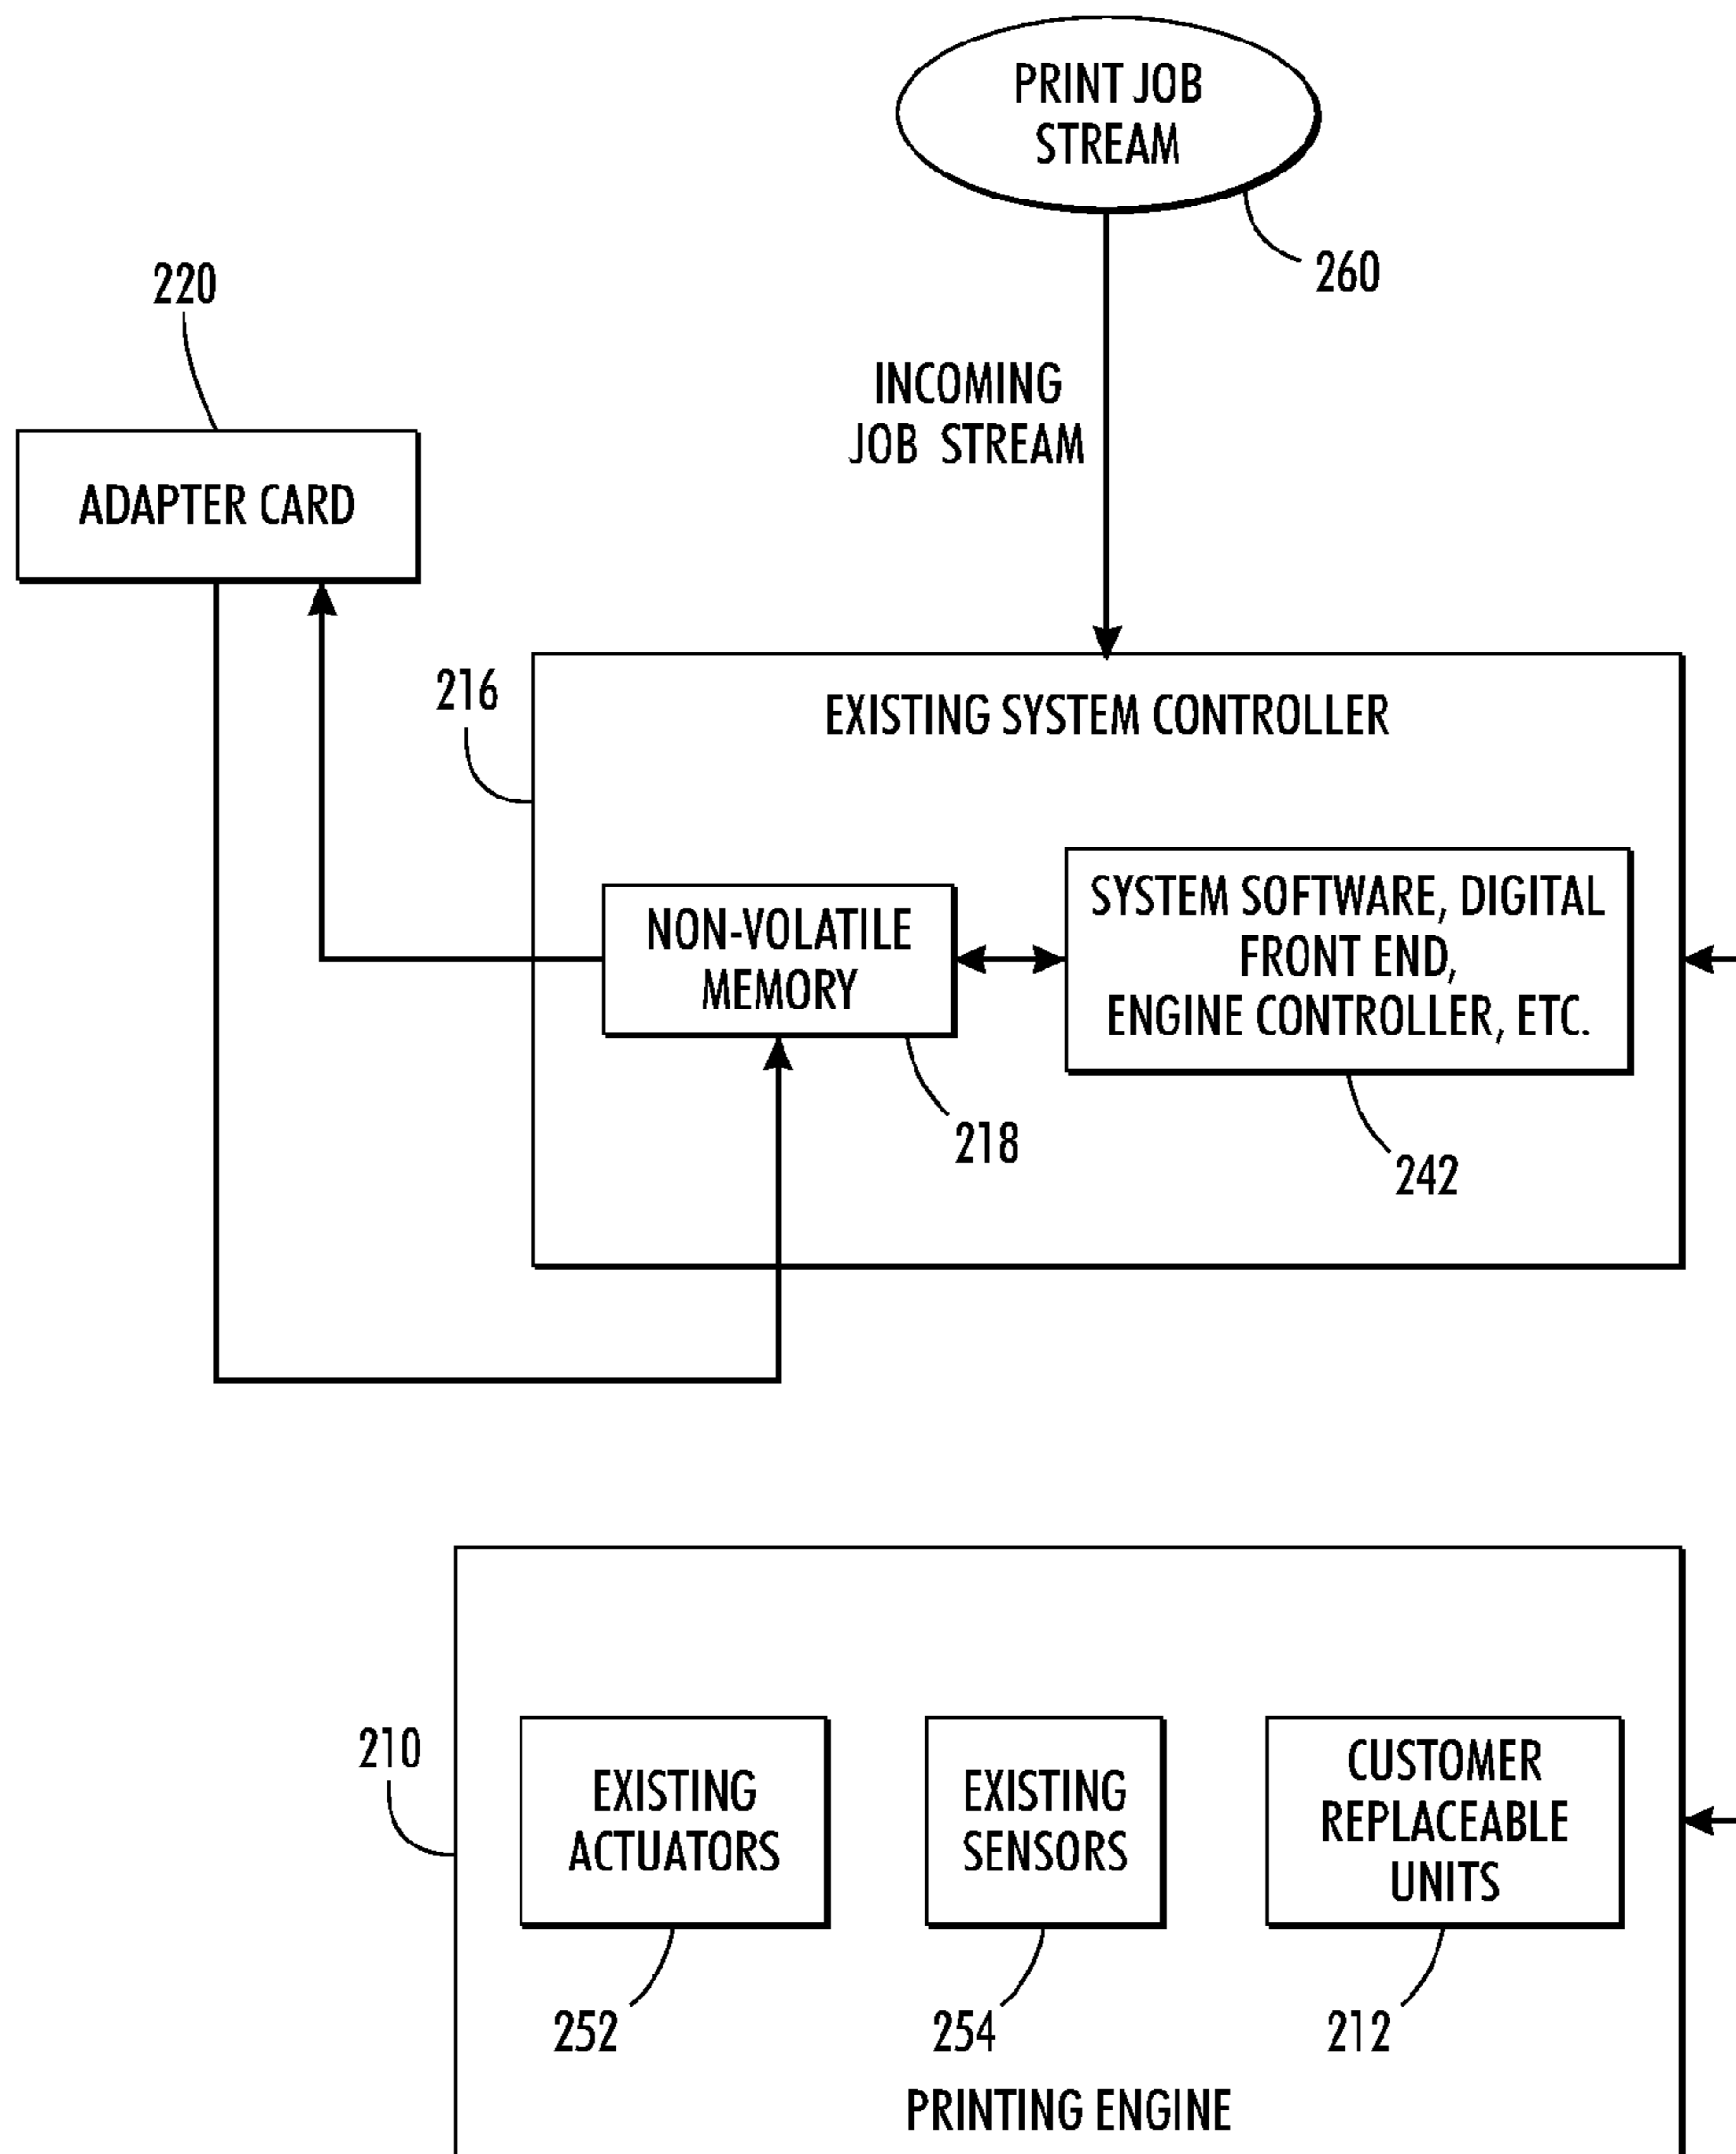 PRINT JOB
STREAM
260
220
INCOMING
JOB STREAM
ADAPTER CARD
216
EXISTING SYSTEM CONTROLLER
NON-VOLATILE
MEMORY
SYSTEM SOFTWARE, DIGITAL
FRONT END,
ENGINE CONTROLLER, ETC.
218
242
210
EXISTING
ACTUATORS
EXISTING
SENSORS
CUSTOMER
REPLACEABLE
UNITS
252
254
212
PRINTING ENGINE